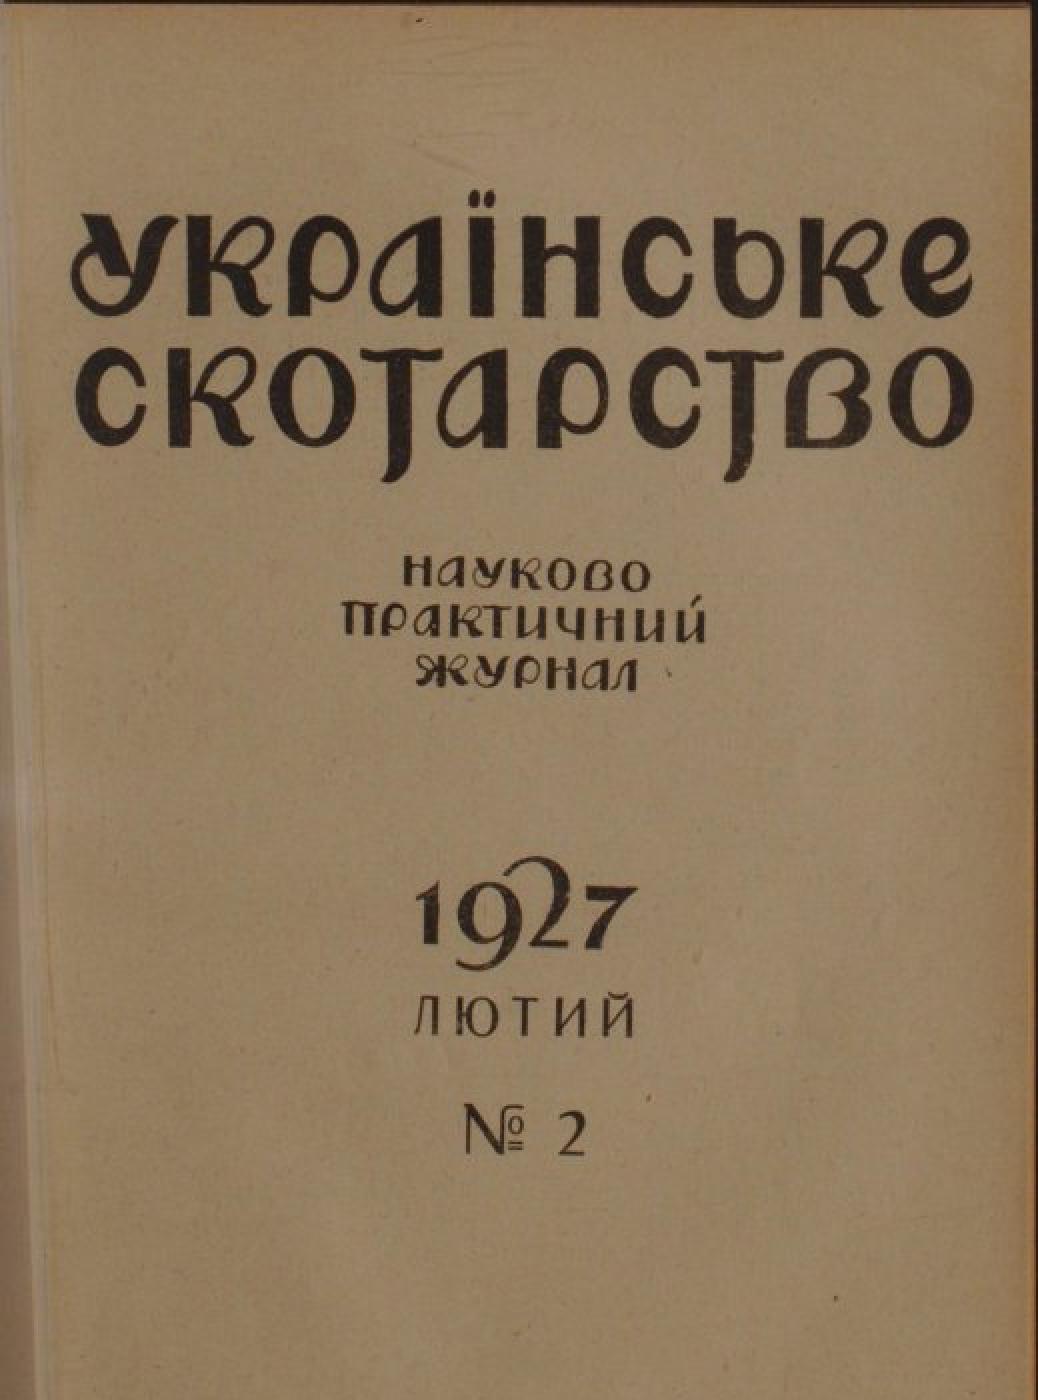 УКРАЇНСЬКЕ
СКОТАРСТВО
НАУКОВО
ПРАКТИЧНИЙ
ЖУРНАЛ
1927
ЛЮТИЙ
№ 2